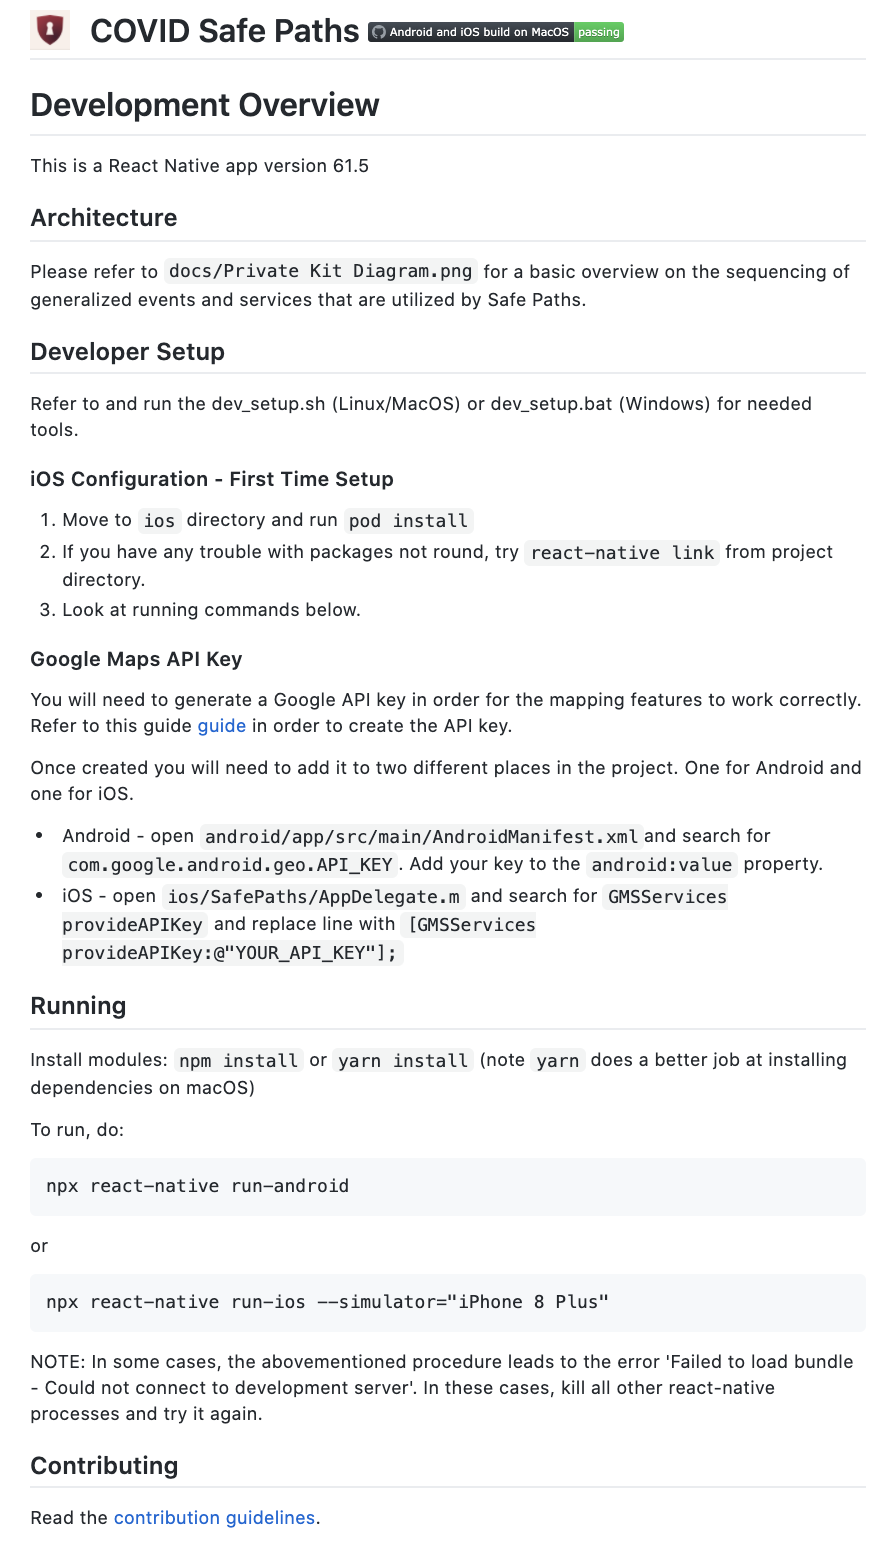 COVID Safe Paths Android and iOS build on MacOS passing
Development Overview
This is a React Native app version 61.5
Architecture
Please refer to docs/Private Kit Diagram.png for a basic overview on the sequencing of
generalized events and services that are utilized by Safe Paths.
Developer Setup
Refer to and run the dev_setup.sh (Linux/MacOS) or dev_setup.bat (Windows) for needed
tools.
iOS Configuration - First Time Setup
1. Move to ios directory and run pod install
2. If you have any trouble with packages not round, try react-native link from project
directory.
3. Look at running commands below.
Google Maps API Key
You will need to generate a Google API key in order for the mapping features to work correctly.
Refer to this guide guide in order to create the API key.
Once created you will need to add it to two different places in the project. One for Android and
one for iOS.
• Android - open android/app/src/main/AndroidManifest.xml and search for
com.google.android.geo.API_KEY. Add your key to the android:value property.
• iOS - open ios/SafePaths/AppDelegate.m and search for GMSServices
provideAPIKey and replace line with [GMSServices
provideAPIKey:@"YOUR_API_KEY"];
Running
Install modules: npm install or yarn install (note yarn does a better job at installing
dependencies on macOS)
To run, do:
npx react-native run-android
or
npx react-native run-ios --simulator="iPhone 8 Plus"
NOTE: In some cases, the abovementioned procedure leads to the error 'Failed to load bundle
- Could not connect to development server'. In these cases, kill all other react-native
processes and try it again.
Contributing
Read the contribution guidelines.